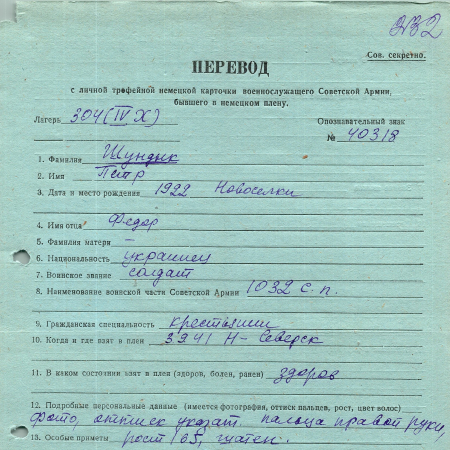 232
Сов. секретно.
ПЕРЕВОД
с личной трофейной немецкой карточки военнослужащего Советской Армии,
бывшего в немецком плену.
Лагерь 304 (IV X) Опознавательный знак
№ 40318
1. Фамилия Шундик
2. Имя Петр
3. Дата и место рождения 1922 Новоселки
4. Имя отца Федор
5. Фамилия матери –
6. Национальность украинец
7. Воинское звание солдат
8. Наименование воинской части Советской Армии 1032 с.п.
9. Гражданская специальность крестьянин
10. Когда и где взят в плен 3941 Н-Северск
11. В каком состоянии взят в плен (здоров, болен, ранен) здоров
12. Подробные персональные данные (имеется фотография, оттиск пальцев, рост, цвет волос)
Фото, оттиск указат. пальца правой руки,
13. Особые приметы рост 165, шатен.